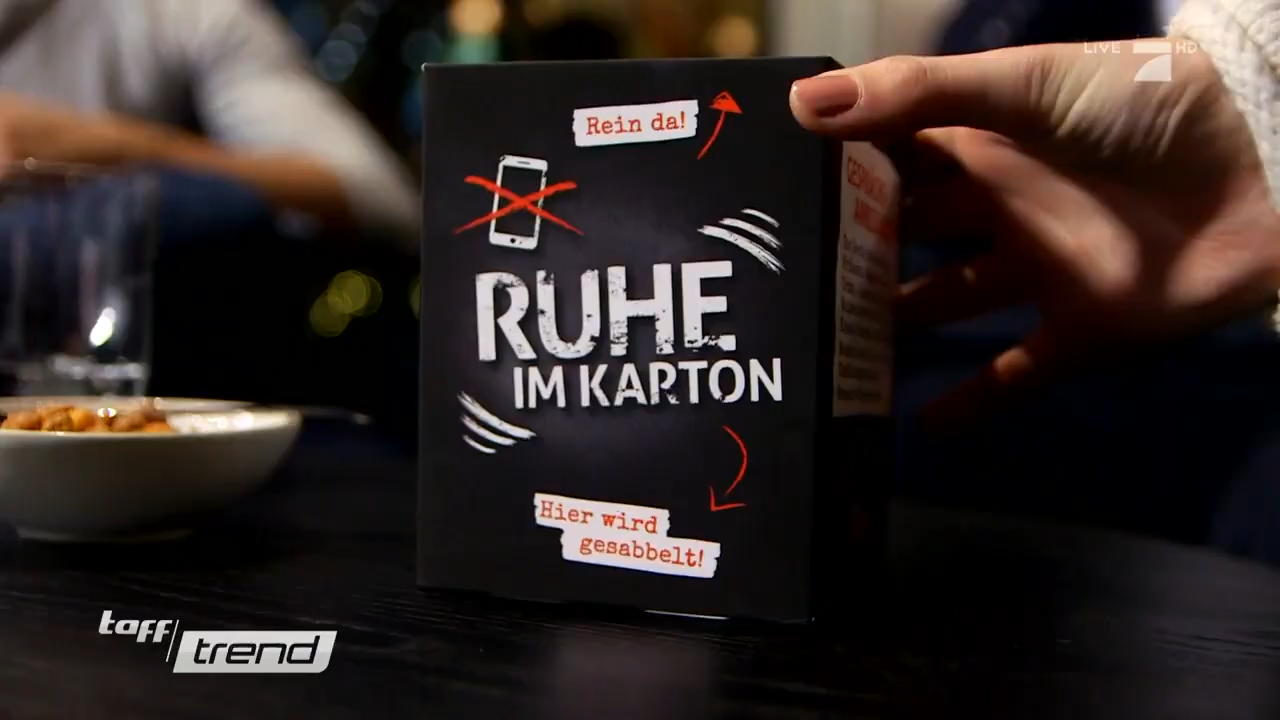 LIVE HD
Rein da!
RUHE
IM KARTON
Hier wird
gesabbelt!
taff
trend